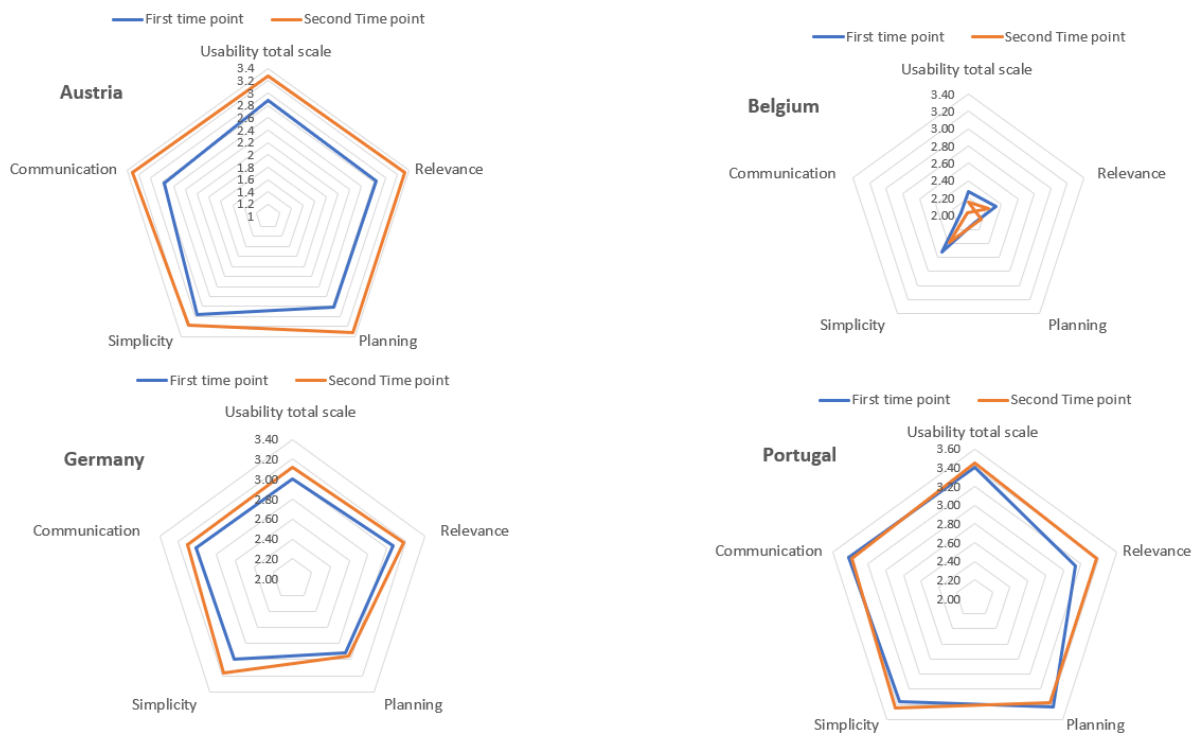 First time point Second Time point
Usability total scale
Austria
3.4
3.2
3
2.8
2.6
2.4
2.2
2
1.8
1.6
1.4
1.2
1
Communication
Relevance
Simplicity
Planning
First time point Second Time point
Usability total scale
Belgium
3.40
3.20
3.00
2.80
2.60
2.40
2.20
2.00
Communication
Relevance
Simplicity
Planning
First time point Second Time point
Usability total scale
Germany
3.40
3.20
3.00
2.80
2.60
2.40
2.20
2.00
Communication
Relevance
Simplicity
Planning
First time point Second Time point
Usability total scale
Portugal
3.60
3.40
3.20
3.00
2.80
2.60
2.40
2.20
2.00
Communication
Relevance
Simplicity
Planning